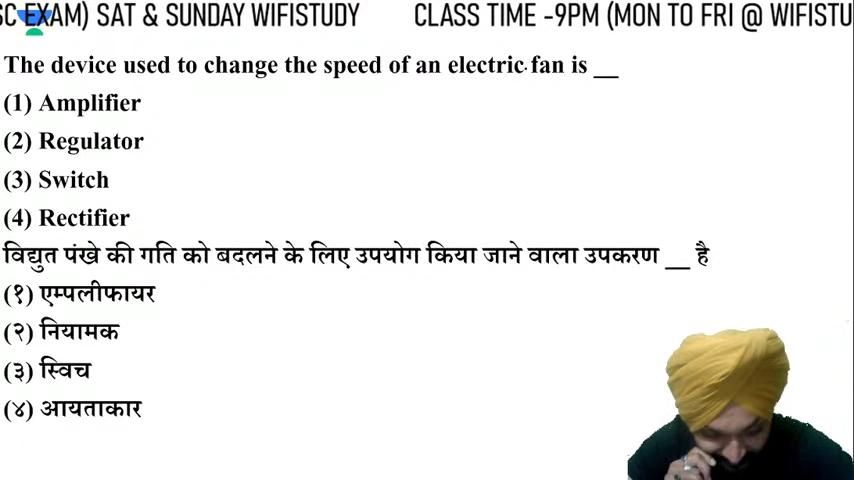 SC EXAM) SAT & SUNDAY WIFISTUDY CLASS TIME -9PM (MON TO FRI @ WIFISTU
The device used to change the speed of an electric fan is __
(1) Amplifier
(2) Regulator
(3) Switch
(4) Rectifier
विद्युत पंखे की गति को बदलने के लिए उपयोग किया जाने वाला उपकरण __ है
(१) एम्पलीफायर
(२) नियामक
(३) स्विच
(४) आयताकार